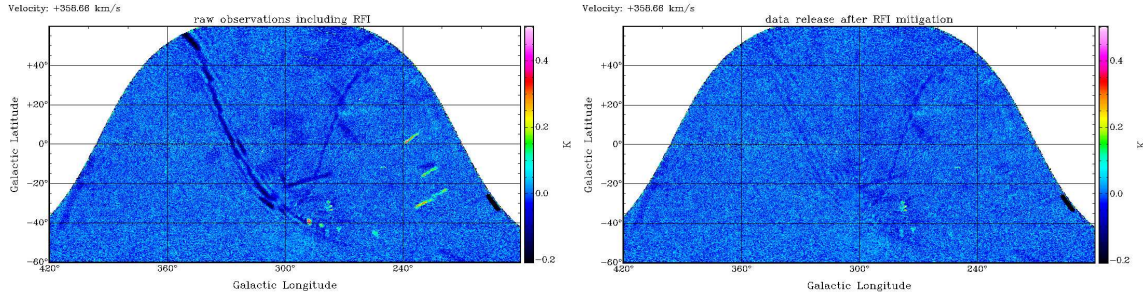 Velocity: +358.66 km/s
raw observations including RFI
+40°
+20°
0°
−20°
−40°
−60°
420°
360°
300°
240°
Galactic Latitude
Galactic Longitude
0.4
0.2
0.0
−0.2
K
Velocity: +358.66 km/s
data release after RFI mitigation
+40°
+20°
0°
−20°
−40°
−60°
420°
360°
300°
240°
Galactic Latitude
Galactic Longitude
0.4
0.2
0.0
−0.2
K